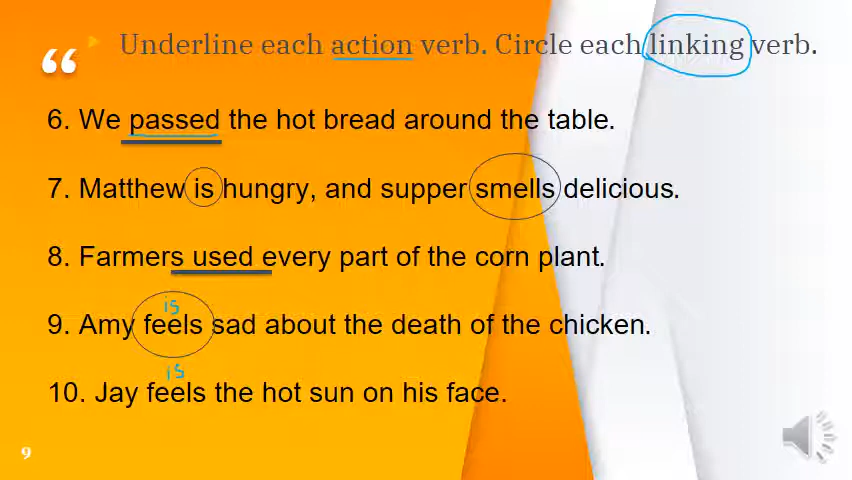 “ Underline each action verb. Circle each linking verb.
6. We passed the hot bread around the table.
7. Matthew is hungry, and supper smells delicious.
8. Farmers used every part of the corn plant.
is
9. Amy feels sad about the death of the chicken.
is
10. Jay feels the hot sun on his face.
9